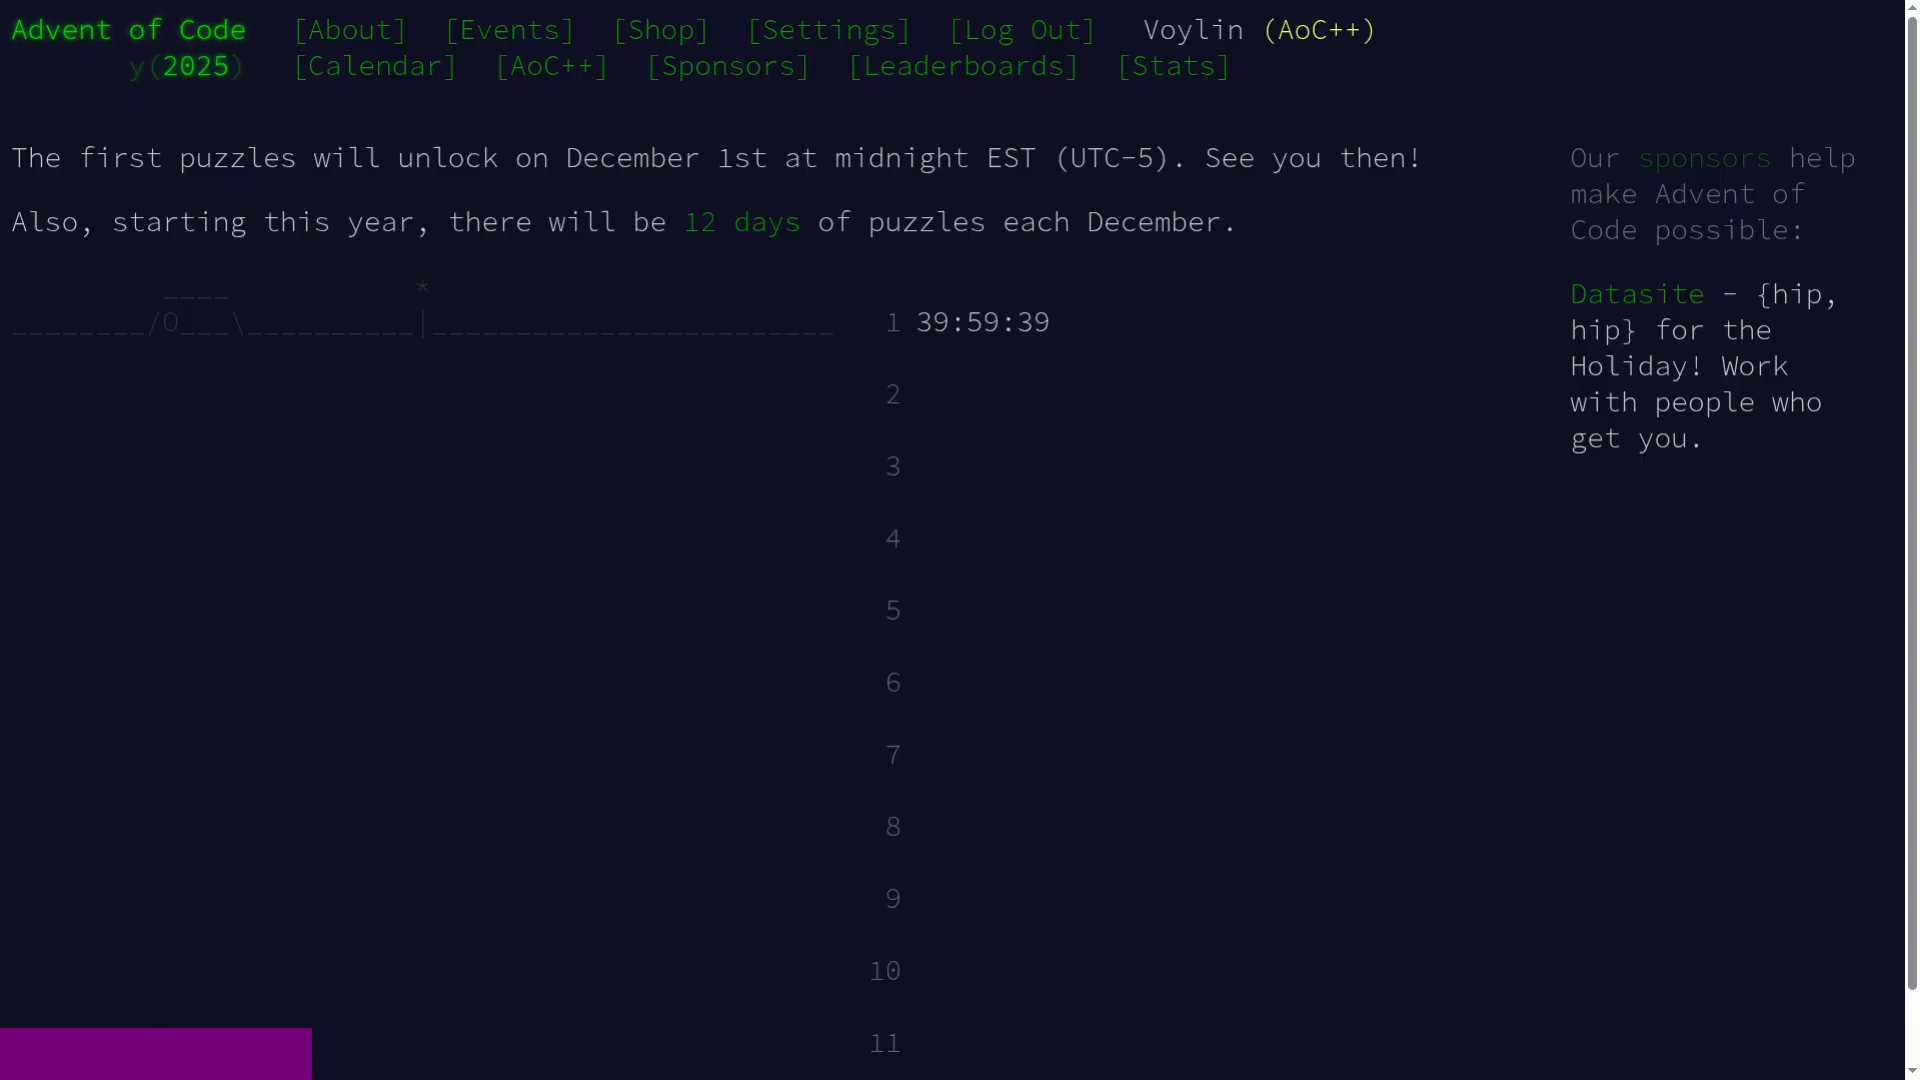 Advent of Code [About] [Events] [Shop] [Settings] [Log Out] Voylin (AoC++)
y(2025) [Calendar] [AoC++] [Sponsors] [Leaderboards] [Stats]
The first puzzles will unlock on December 1st at midnight EST (UTC-5). See you then!
Also, starting this year, there will be 12 days of puzzles each December.
____ *
________/O___\__________|________________________ 1 39:59:39
2
3
4
5
6
7
8
9
10
11
Our sponsors help
make Advent of
Code possible:
Datasite - {hip,
hip} for the
Holiday! Work
with people who
get you.